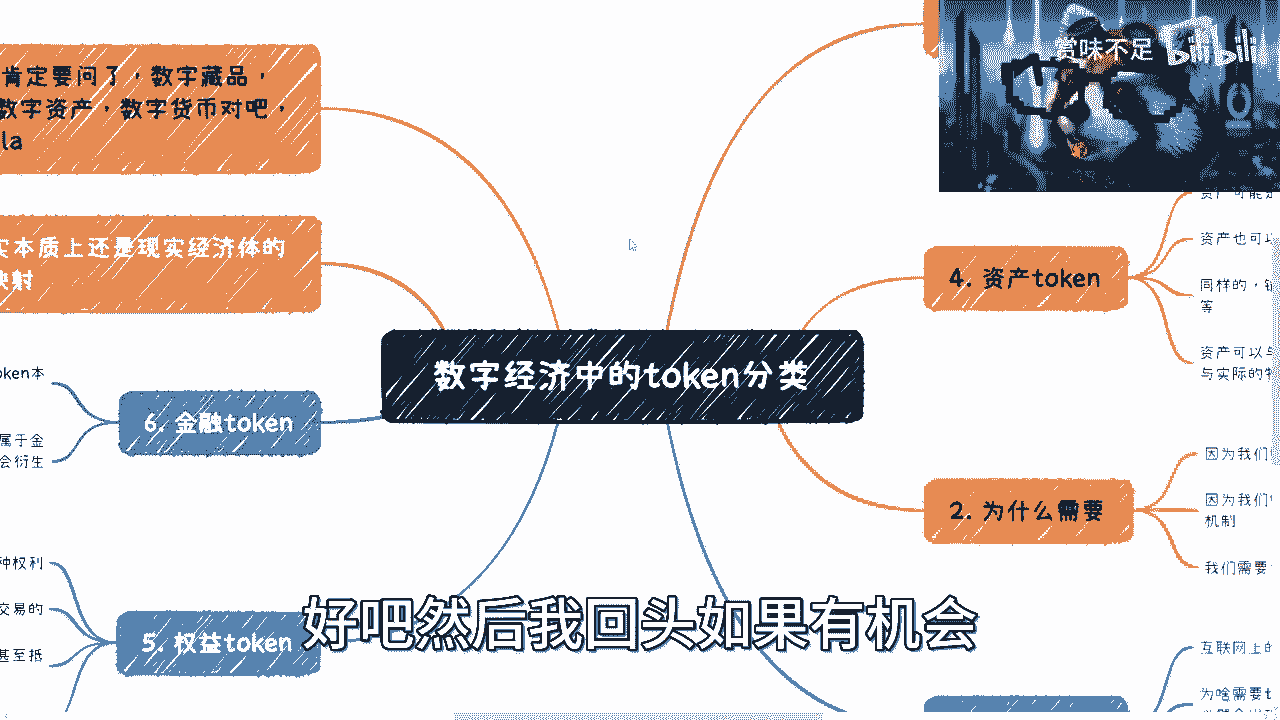 肯定要问了，数字藏品，
数字资产，数字货币对吧，
la
本质上还是现实经济体的
映射
oken本
6. 金融token
属于金
会衍生
种权利
交易的
5. 权益token
甚至抵
数字经济中的token分类
赏味不足 bilibili
资产可能
资产也可以
4. 资产token
同样的，
等
资产可以与
与实际的物
因为我们
2. 为什么需要
因为我们
机制
我们需要
互联网上的
为啥需要
好吧然后我回头如果有机会